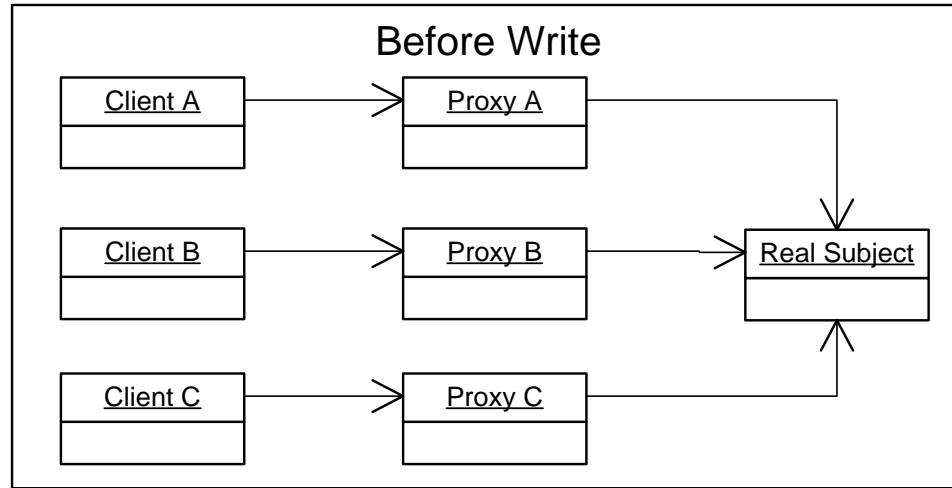 Before Write
Client A
Proxy A
Client B
Proxy B
Real Subject
Client C
Proxy C